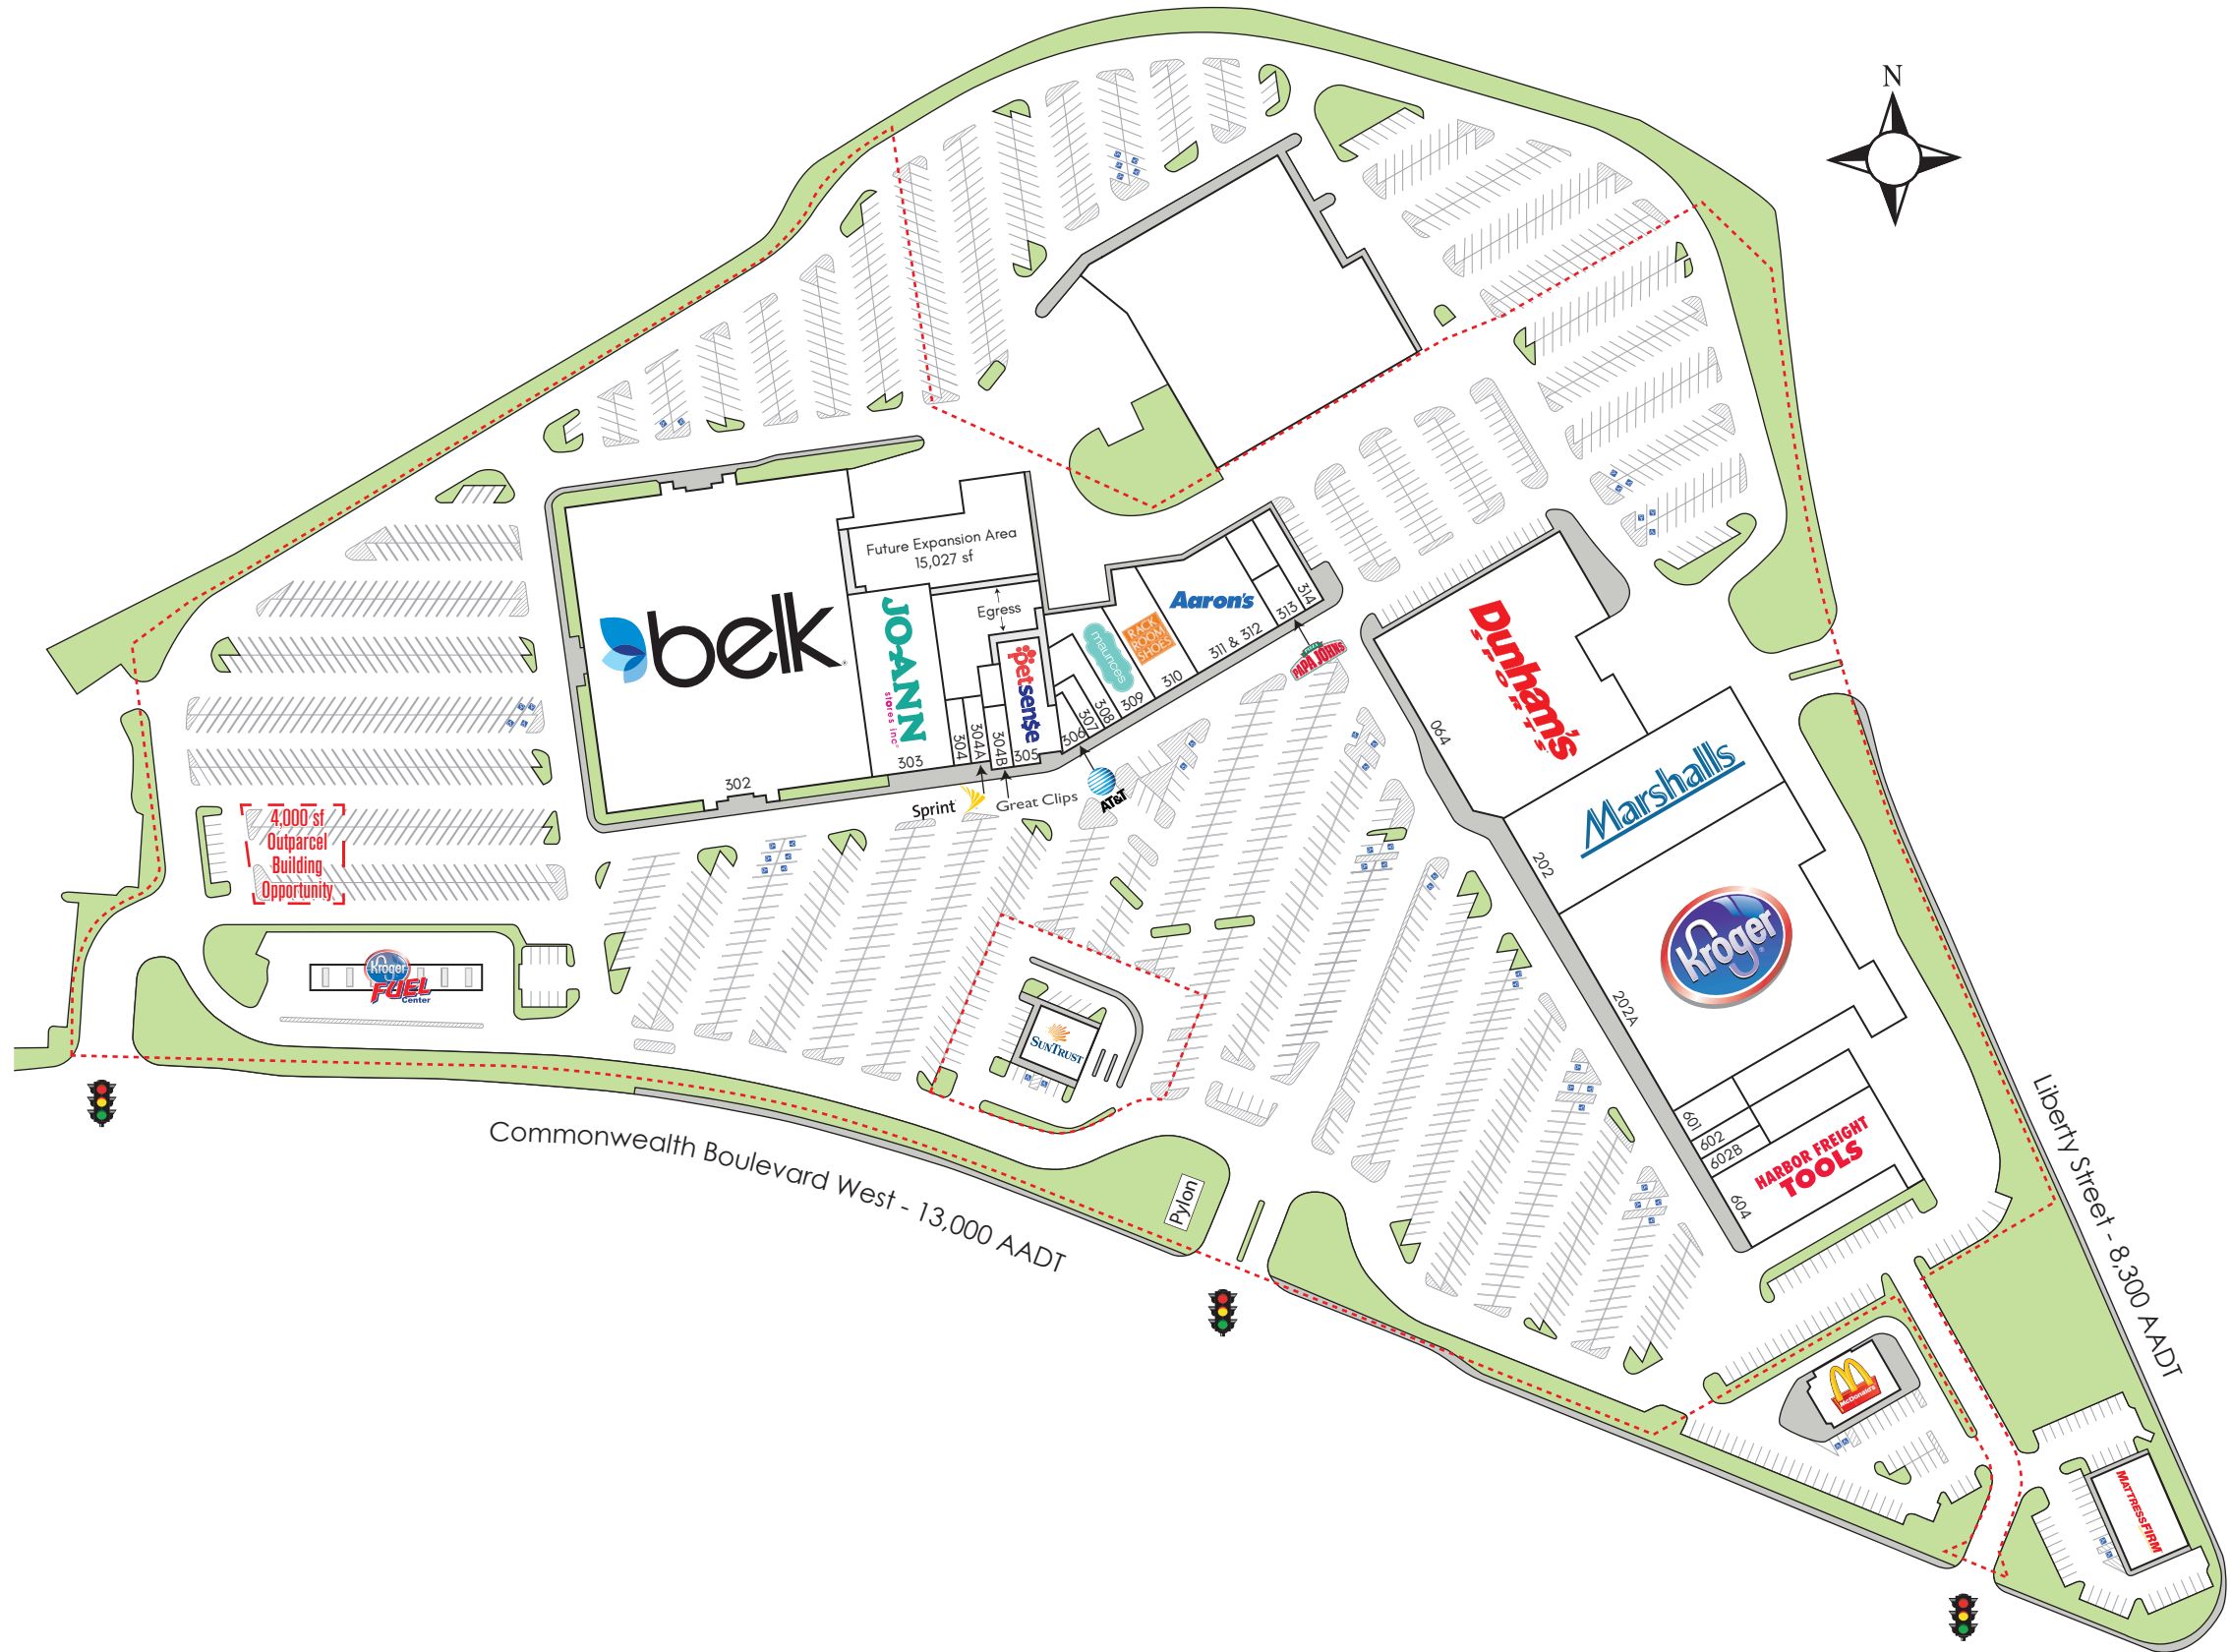 N
Future Expansion Area
15,027 sf
Egress
belk
302
JO-ANN
stores inc
303
304
304A
304B
petsen$e
305
306
307
308
maurices
309
RACK
ROOM
SHOES
310
Aaron's
311 & 312
313
314
PAPA JOHNS
Sprint
Great Clips
AT&T
Dunham's
SPORTS
064
Marshalls
202
Kroger
202A
601
602
602B
HARBOR FREIGHT
TOOLS
604
4,000 sf
Outparcel
Building
Opportunity
Kroger
FUEL
Center
SUNTRUST
Pylon
McDonald's
MATTRESSFIRM
Commonwealth Boulevard West - 13,000 AADT
Liberty Street - 8,300 AADT